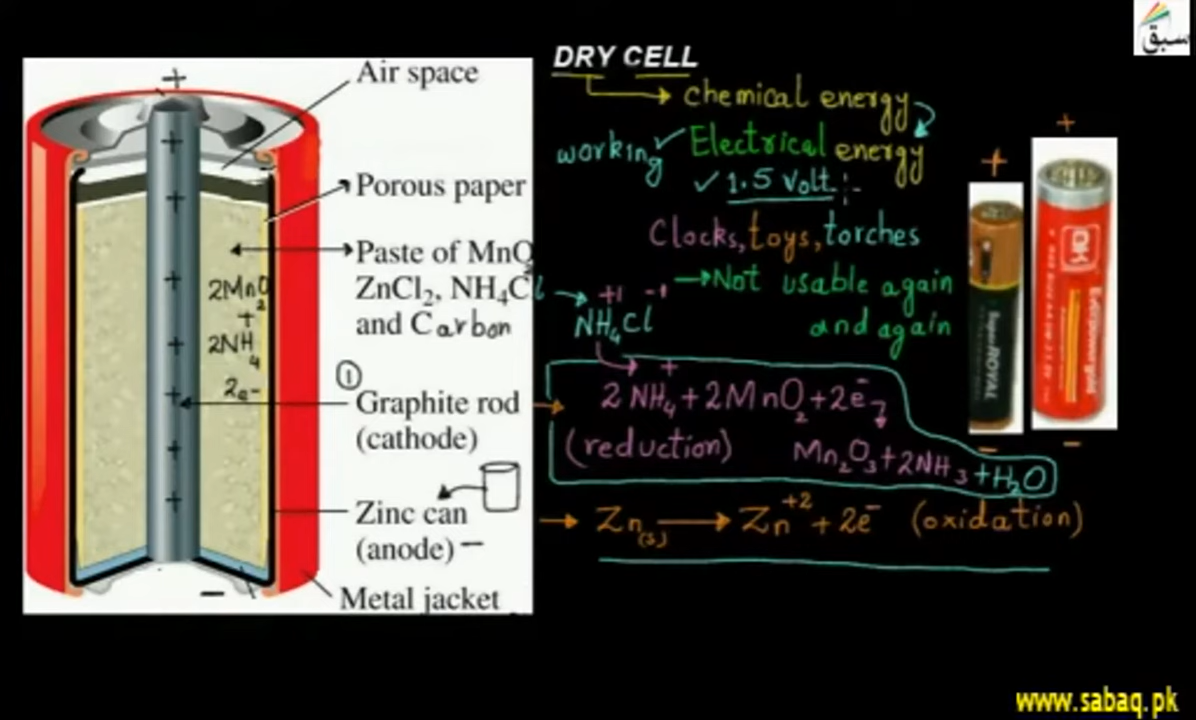 سبق
DRY CELL
chemical energy
working ✓ Electrical energy
✓ 1.5 Volt
Clocks, toys, torches
→ Not usable again
and again
+
Air space
Porous paper
Paste of MnO2
ZnCl2, NH4Cl
and Carbon
2MnO2
+
2NH4
2e-
① Graphite rod
(cathode)
Zinc can
(anode) −
Metal jacket
−
+1 -1
NH4Cl
2NH4+ + 2MnO2 + 2e-
(reduction) Mn2O3 + 2NH3 + H2O
→ Zn(s) → Zn+2 + 2e- (oxidation)
+ +
− −
www.sabaq.pk